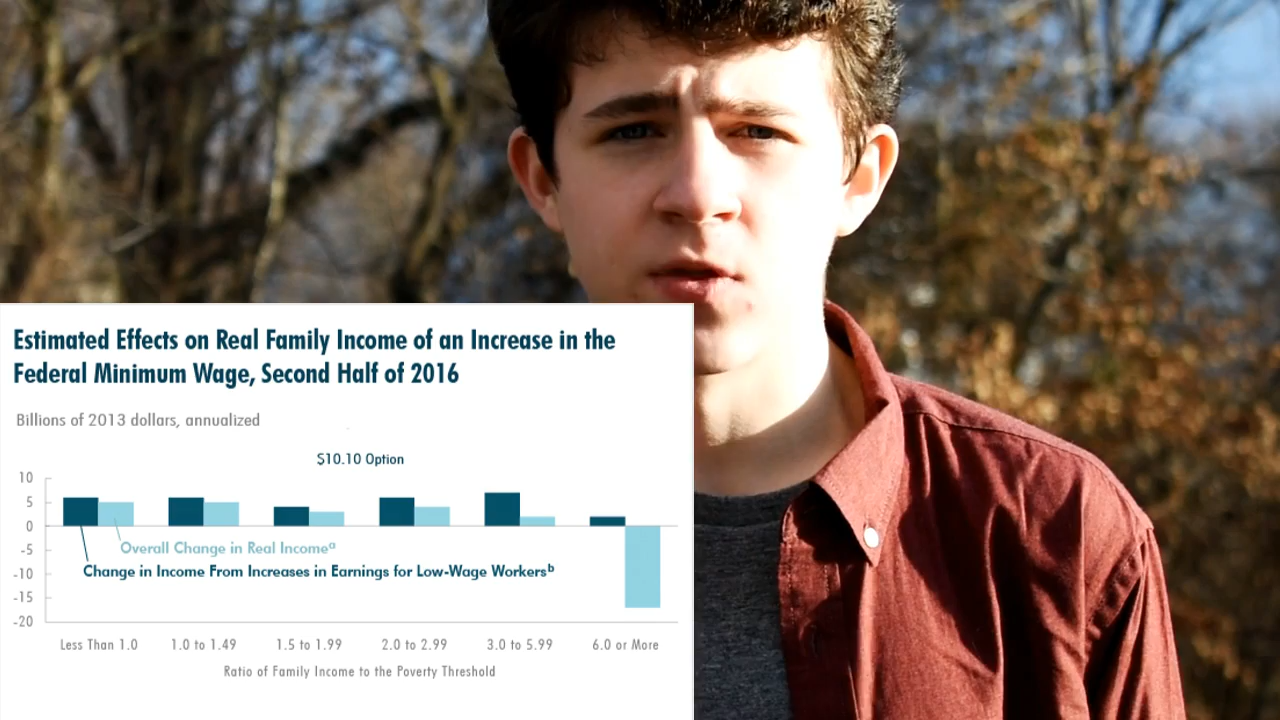 Estimated Effects on Real Family Income of an Increase in the
Federal Minimum Wage, Second Half of 2016
Billions of 2013 dollars, annualized
$10.10 Option
10
5
0
-5
-10
-15
-20
Overall Change in Real Incomeª
Change in Income From Increases in Earnings for Low-Wage Workersᵇ
Less Than 1.0 1.0 to 1.49 1.5 to 1.99 2.0 to 2.99 3.0 to 5.99 6.0 or More
Ratio of Family Income to the Poverty Threshold